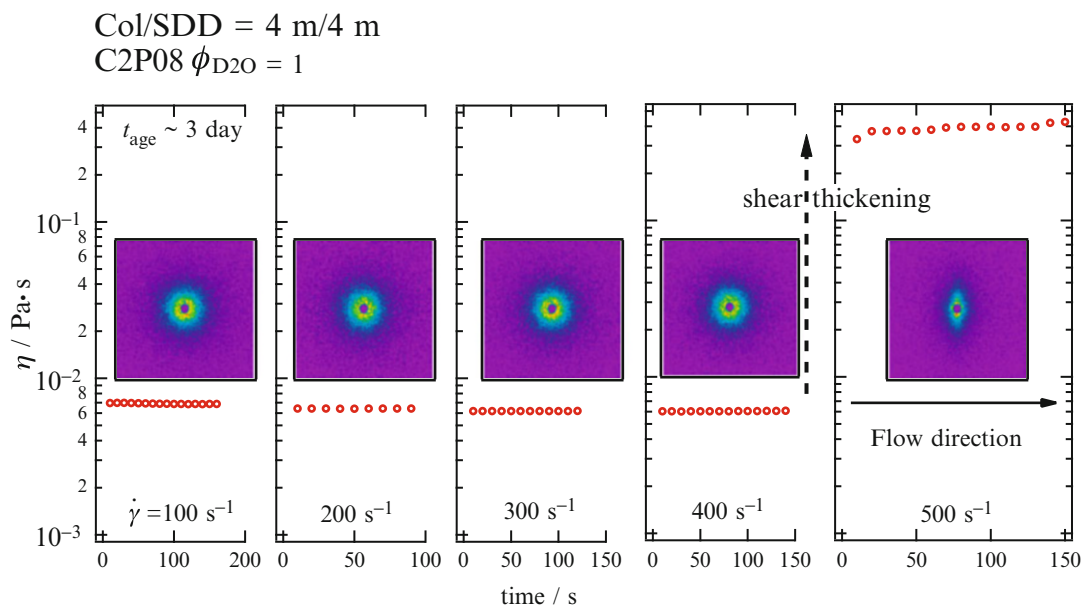 Col/SDD = 4 m/4 m
C2P08 ϕD2O = 1
tage ~ 3 day
shear thickening
Flow direction
η / Pa•s
4
2
10⁻¹
8
6
4
2
10⁻²
8
6
4
2
10⁻³
γ̇ =100 s⁻¹
200 s⁻¹
300 s⁻¹
400 s⁻¹
500 s⁻¹
0 100 200
0 50 100
0 50 100 150
0 50 100 150
0 50 100 150
time / s